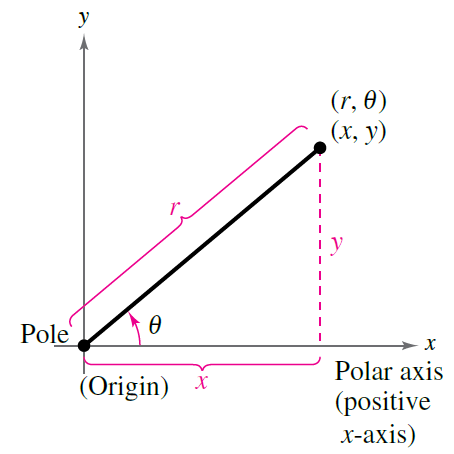 y
(r, θ)
(x, y)
r
y
Pole
θ
x
(Origin)
x
Polar axis
(positive
x-axis)